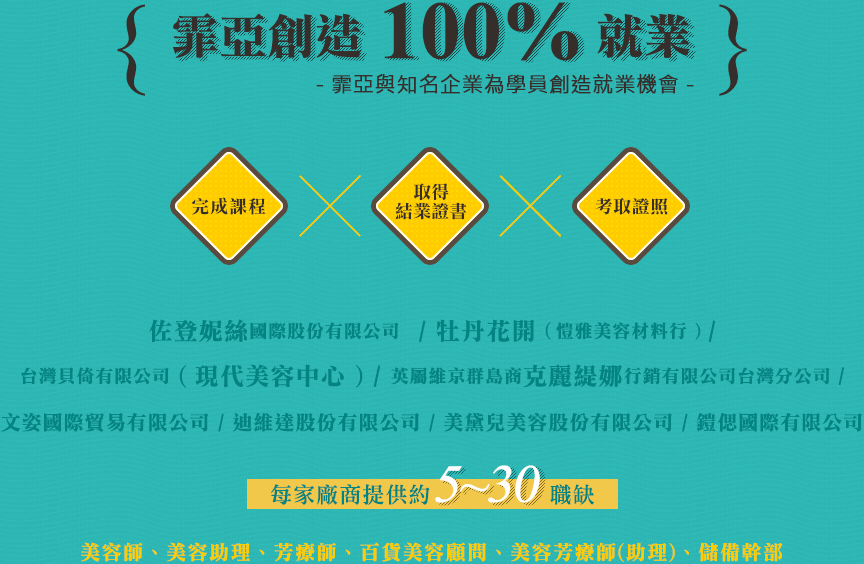 霏亞創造 100% 就業
- 霏亞與知名企業為學員創造就業機會 -
完成課程
取得
結業證書
考取證照
佐登妮絲國際股份有限公司 / 牡丹花開 ( 愷雅美容材料行 ) /
台灣貝倚有限公司 ( 現代美容中心 ) / 英屬維京群島商克麗緹娜行銷有限公司台灣分公司 /
文姿國際貿易有限公司 / 迪維達股份有限公司 / 美黛兒美容股份有限公司 / 鎧偲國際有限公司
每家廠商提供約 5~30 職缺
美容師、美容助理、芳療師、百貨美容顧問、美容芳療師(助理)、儲備幹部